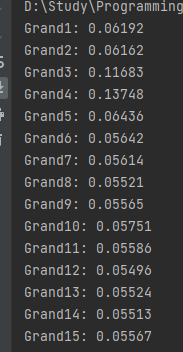 D:\Study\Programming
Grand1: 0.06192
Grand2: 0.06162
Grand3: 0.11683
Grand4: 0.13748
Grand5: 0.06436
Grand6: 0.05642
Grand7: 0.05614
Grand8: 0.05521
Grand9: 0.05565
Grand10: 0.05751
Grand11: 0.05586
Grand12: 0.05496
Grand13: 0.05524
Grand14: 0.05513
Grand15: 0.05567